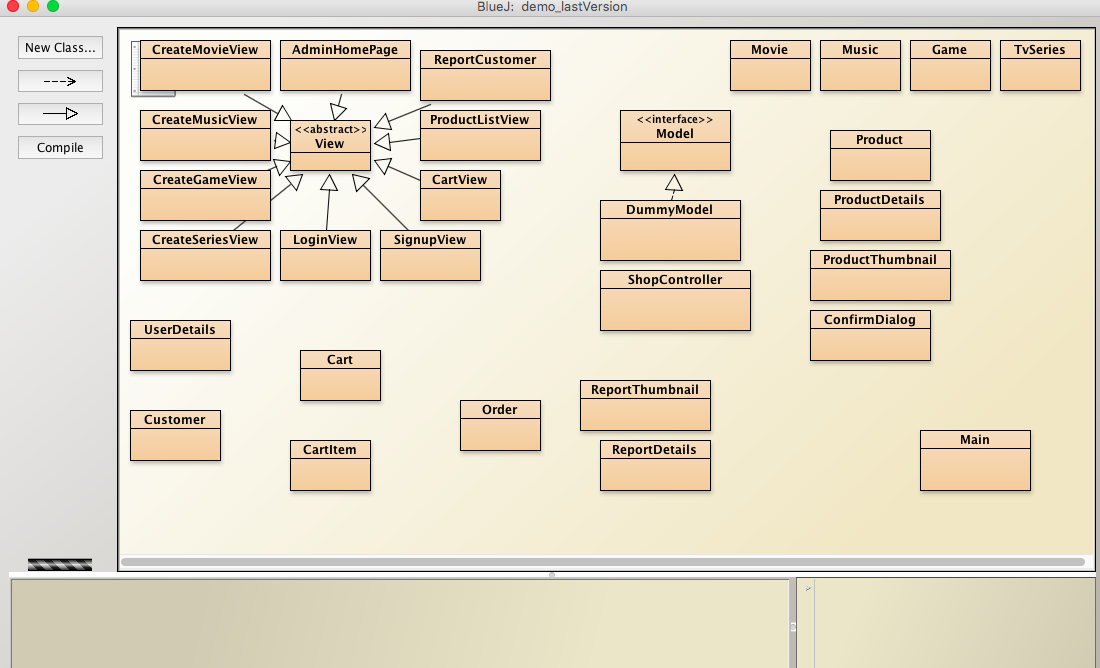 BlueJ: demo_lastVersion
New Class...
Compile
CreateMovieView
AdminHomePage
ReportCustomer
Movie
Music
Game
TvSeries
CreateMusicView
<<abstract>>
View
ProductListView
<<interface>>
Model
Product
CreateGameView
CartView
ProductDetails
DummyModel
CreateSeriesView
LoginView
SignupView
ProductThumbnail
ShopController
UserDetails
ConfirmDialog
Cart
ReportThumbnail
Customer
Order
CartItem
ReportDetails
Main
>